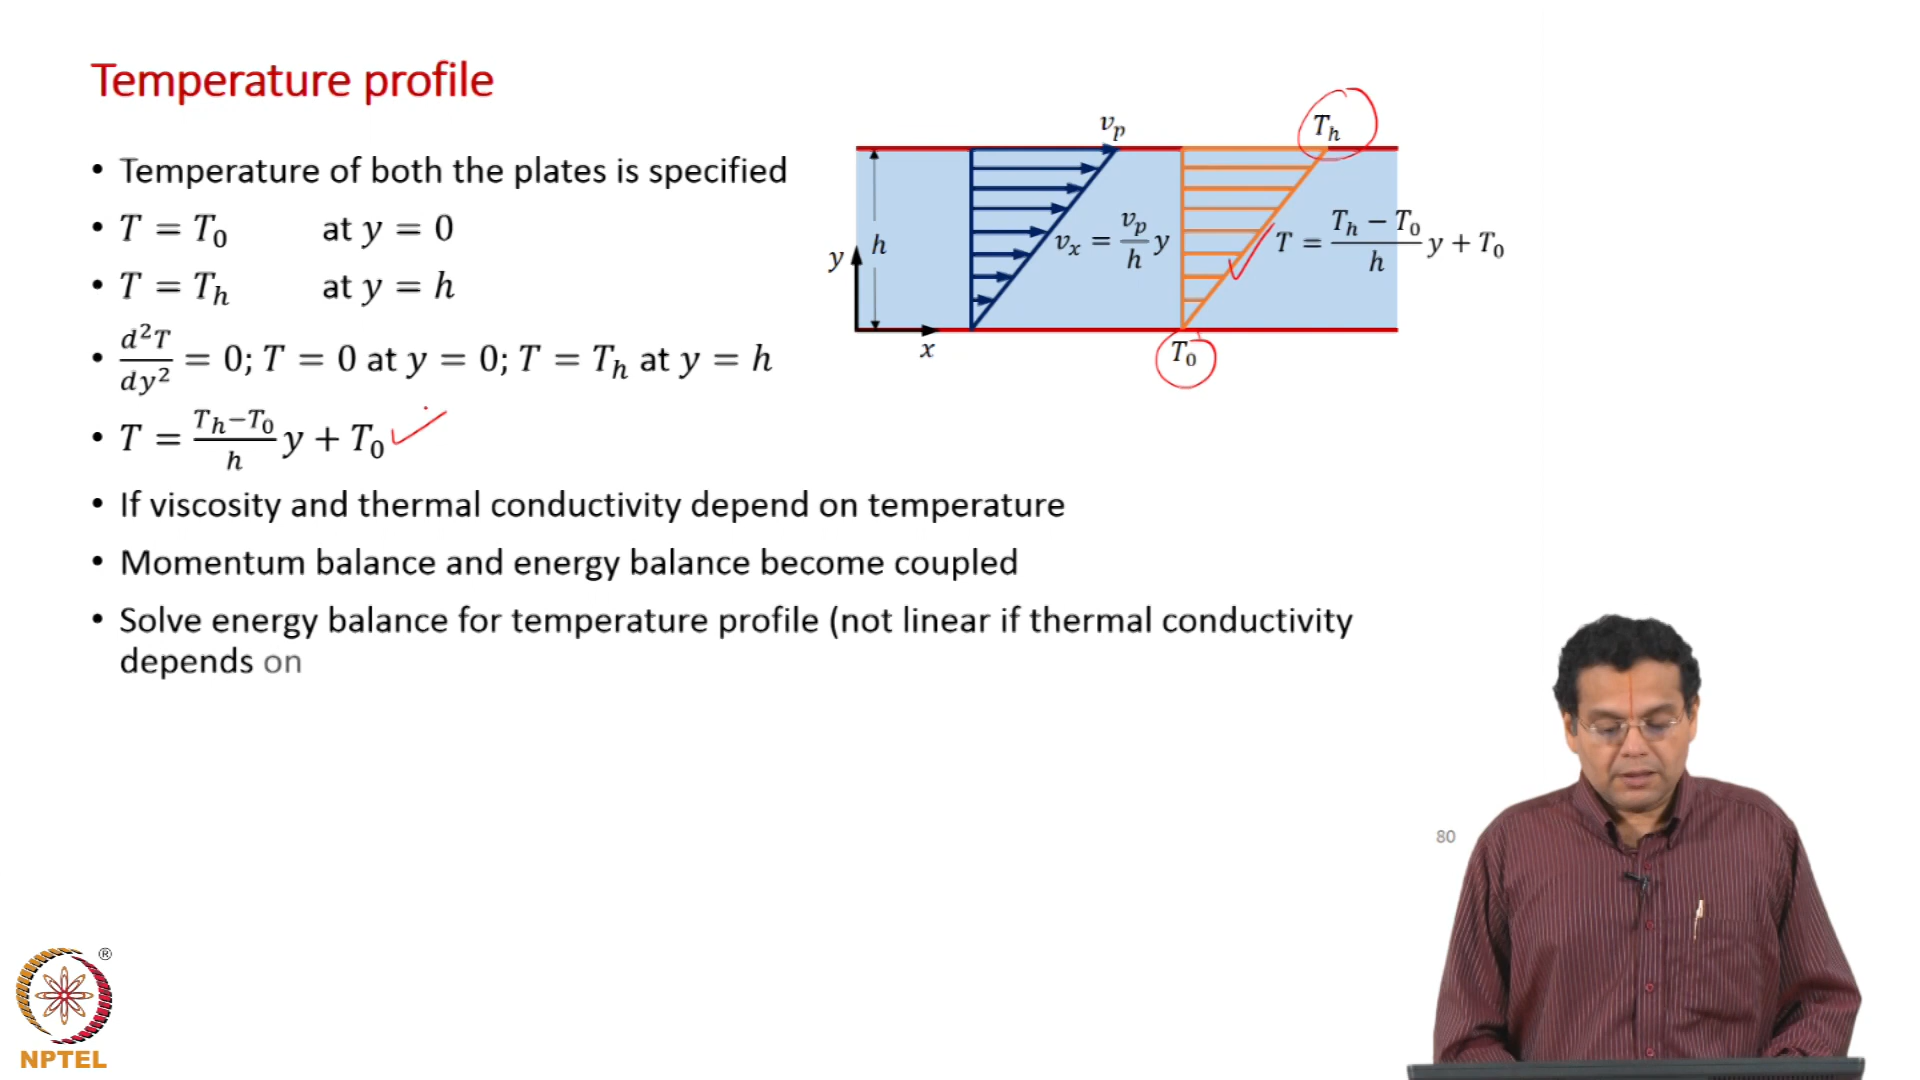 Temperature profile
• Temperature of both the plates is specified
• T = T₀ at y = 0
• T = Tₕ at y = h
• d²T/dy² = 0; T = 0 at y = 0; T = Tₕ at y = h
• T = (Tₕ−T₀)/h y + T₀
• If viscosity and thermal conductivity depend on temperature
• Momentum balance and energy balance become coupled
• Solve energy balance for temperature profile (not linear if thermal conductivity
depends on
vₚ
Tₕ
h
y
vₓ = vₚ/h y
T = (Tₕ − T₀)/h y + T₀
x
T₀
80
®
NPTEL